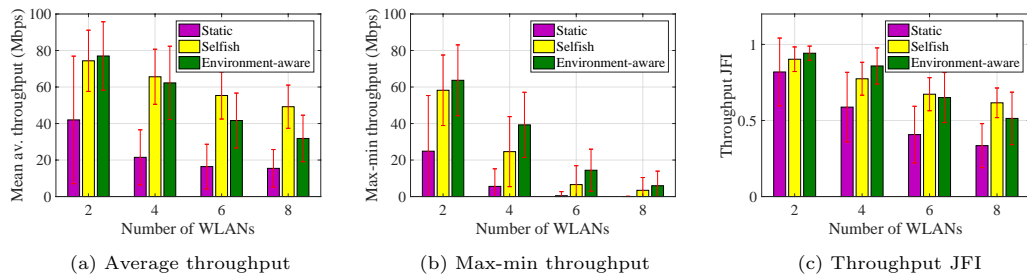 Mean av. throughput (Mbps)
100
80
60
40
20
0
Static
Selfish
Environment-aware
2
4
6
8
Number of WLANs
(a) Average throughput
Max-min throughput (Mbps)
100
80
60
40
20
0
Static
Selfish
Environment-aware
2
4
6
8
Number of WLANs
(b) Max-min throughput
Throughput JFI
1
0.5
0
Static
Selfish
Environment-aware
2
4
6
8
Number of WLANs
(c) Throughput JFI